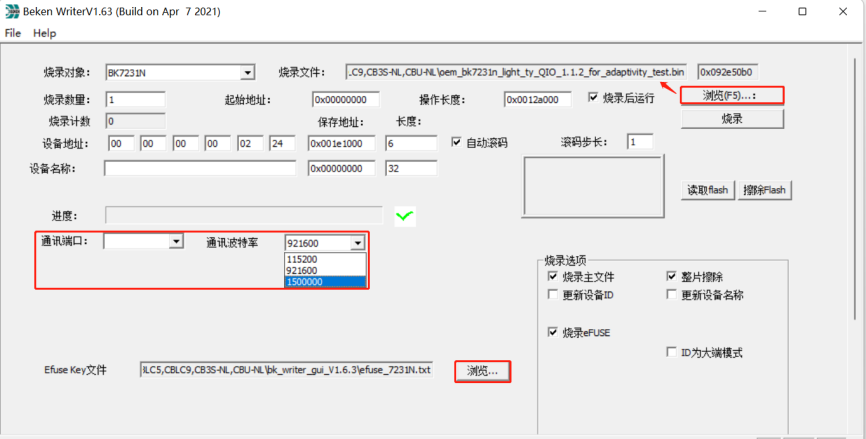 Beken WriterV1.63 (Build on Apr 7 2021)
File Help
烧录对象: BK7231N 烧录文件: .C9,CB3S-NL,CBU-NL\oem_bk7231n_light_ty_QIO_1.1.2_for_adaptivity_test.bin 0x092e50b0
烧录数量: 1 起始地址: 0x00000000 操作长度: 0x0012a000 烧录后运行 浏览(F5)...:
烧录计数 0 保存地址: 长度: 烧录
设备地址: 00 00 00 00 02 24 0x001e1000 6 自动滚码 滚码步长: 1
设备名称: 0x00000000 32
读取flash 擦除Flash
进度:
通讯端口: 通讯波特率 921600
115200
921600
1500000
烧录选项
烧录主文件 整片擦除
更新设备ID 更新设备名称
烧录eFUSE
ID为大端模式
Efuse Key文件 ILC5,CBLC9,CB3S-NL,CBU-NL\bk_writer_gui_V1.6.3\efuse_7231N.txt 浏览...